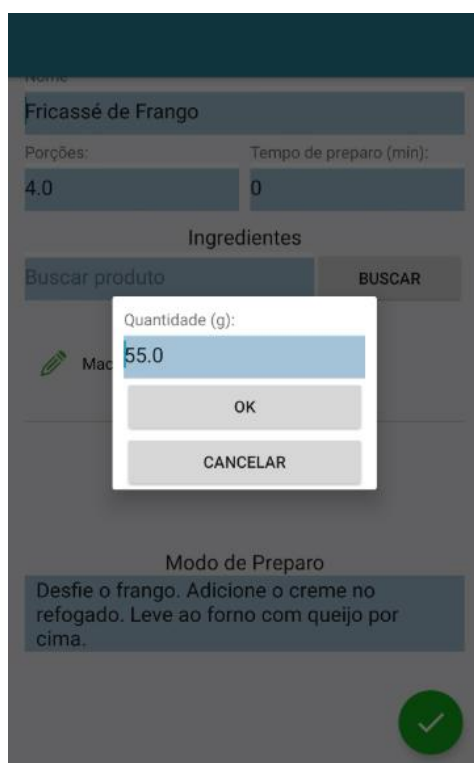 Nome
Fricassé de Frango
Porções: Tempo de preparo (min):
4.0 0
Ingredientes
Buscar produto BUSCAR
Quantidade (g):
Mac 55.0
OK
CANCELAR
Modo de Preparo
Desfie o frango. Adicione o creme no
refogado. Leve ao forno com queijo por
cima.